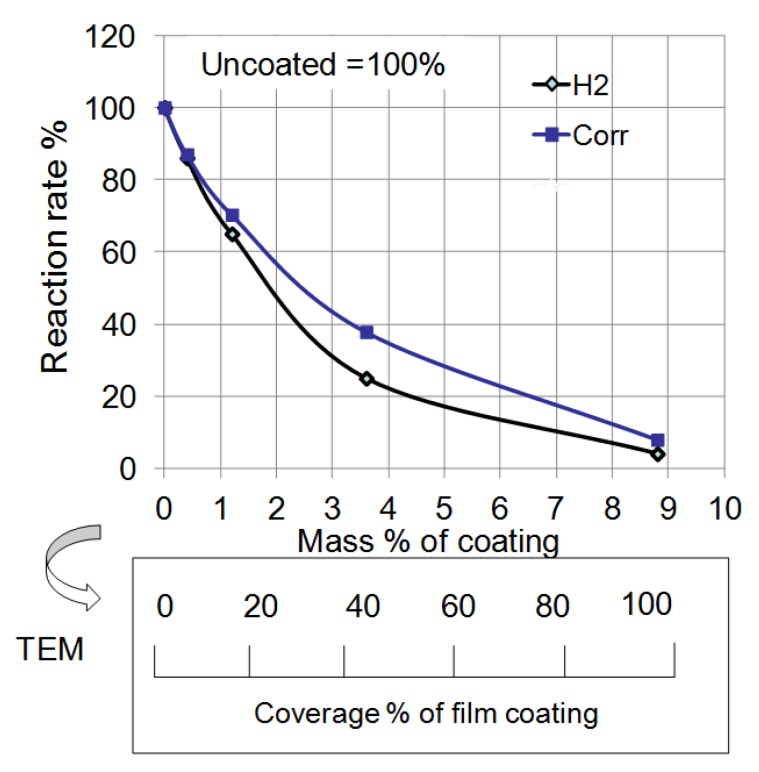 Uncoated =100%
H2
Corr
Reaction rate %
120
100
80
60
40
20
0
0 1 2 3 4 5 6 7 8 9 10
Mass % of coating
TEM
0 20 40 60 80 100
Coverage % of film coating